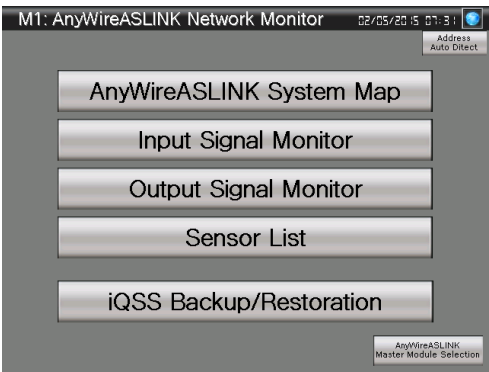 M1: AnyWireASLINK Network Monitor 02/05/2015 07:31
Address
Auto Ditect
AnyWireASLINK System Map
Input Signal Monitor
Output Signal Monitor
Sensor List
iQSS Backup/Restoration
AnyWireASLINK
Master Module Selection